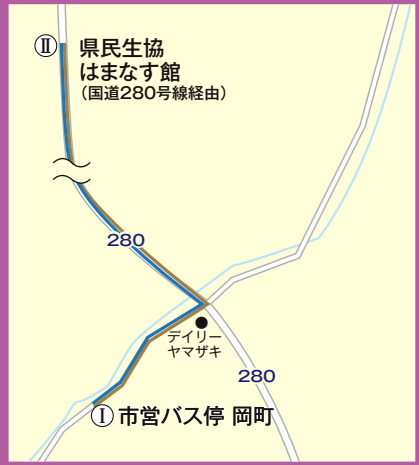 Ⅱ 県民生協
はまなす館
（国道280号線経由）
280
デイリー
ヤマザキ
280
Ⅰ 市営バス停 岡町